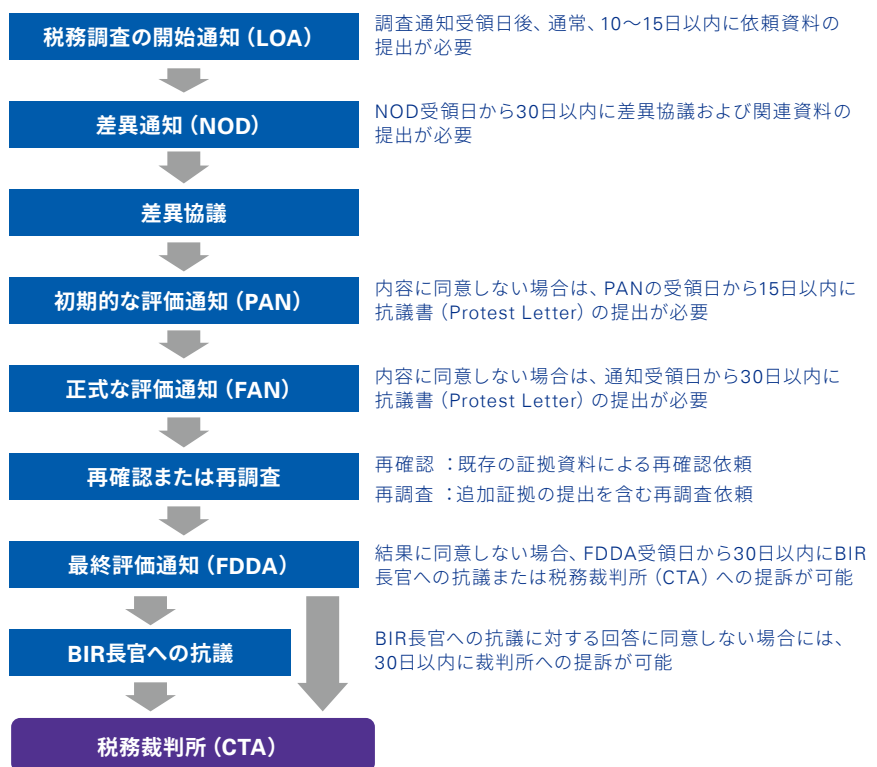 税務調査の開始通知（LOA）
調査通知受領日後、通常、10～15日以内に依頼資料の
提出が必要
差異通知（NOD）
NOD受領日から30日以内に差異協議および関連資料の
提出が必要
差異協議
初期的な評価通知（PAN）
内容に同意しない場合は、PANの受領日から15日以内に
抗議書（Protest Letter）の提出が必要
正式な評価通知（FAN）
内容に同意しない場合は、通知受領日から30日以内に
抗議書（Protest Letter）の提出が必要
再確認または再調査
再確認 ：既存の証拠資料による再確認依頼
再調査 ：追加証拠の提出を含む再調査依頼
最終評価通知（FDDA）
結果に同意しない場合、FDDA受領日から30日以内にBIR
長官への抗議または税務裁判所（CTA）への提訴が可能
BIR長官への抗議
BIR長官への抗議に対する回答に同意しない場合には、
30日以内に裁判所への提訴が可能
税務裁判所（CTA）